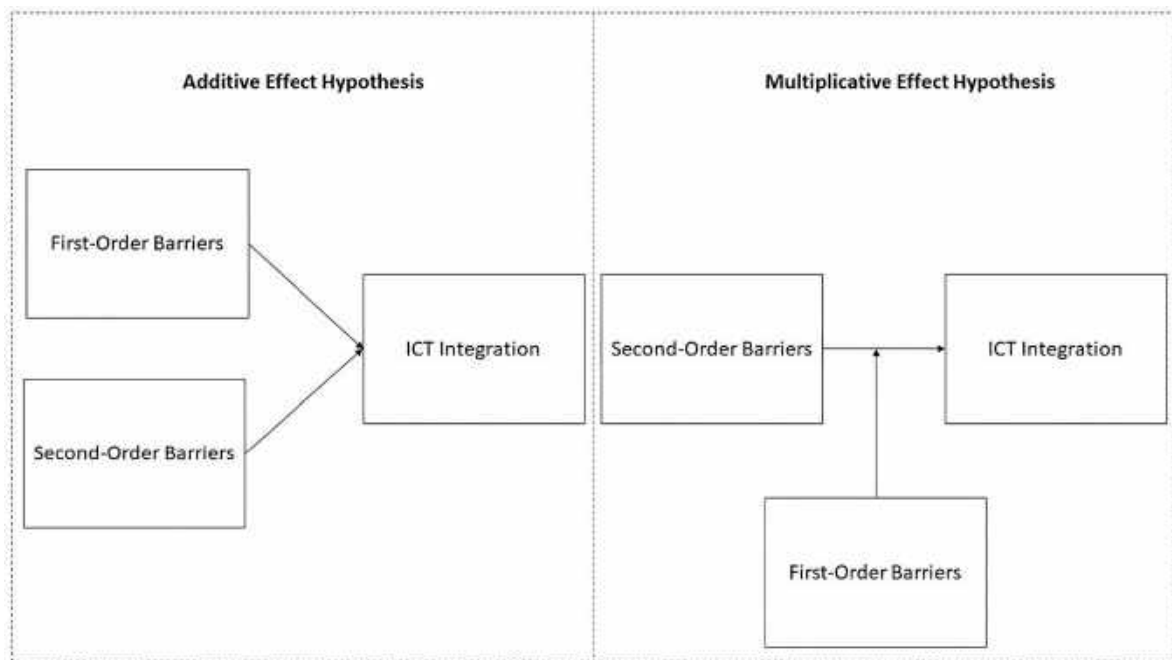 Additive Effect Hypothesis
First-Order Barriers
Second-Order Barriers
ICT Integration
Multiplicative Effect Hypothesis
Second-Order Barriers
ICT Integration
First-Order Barriers